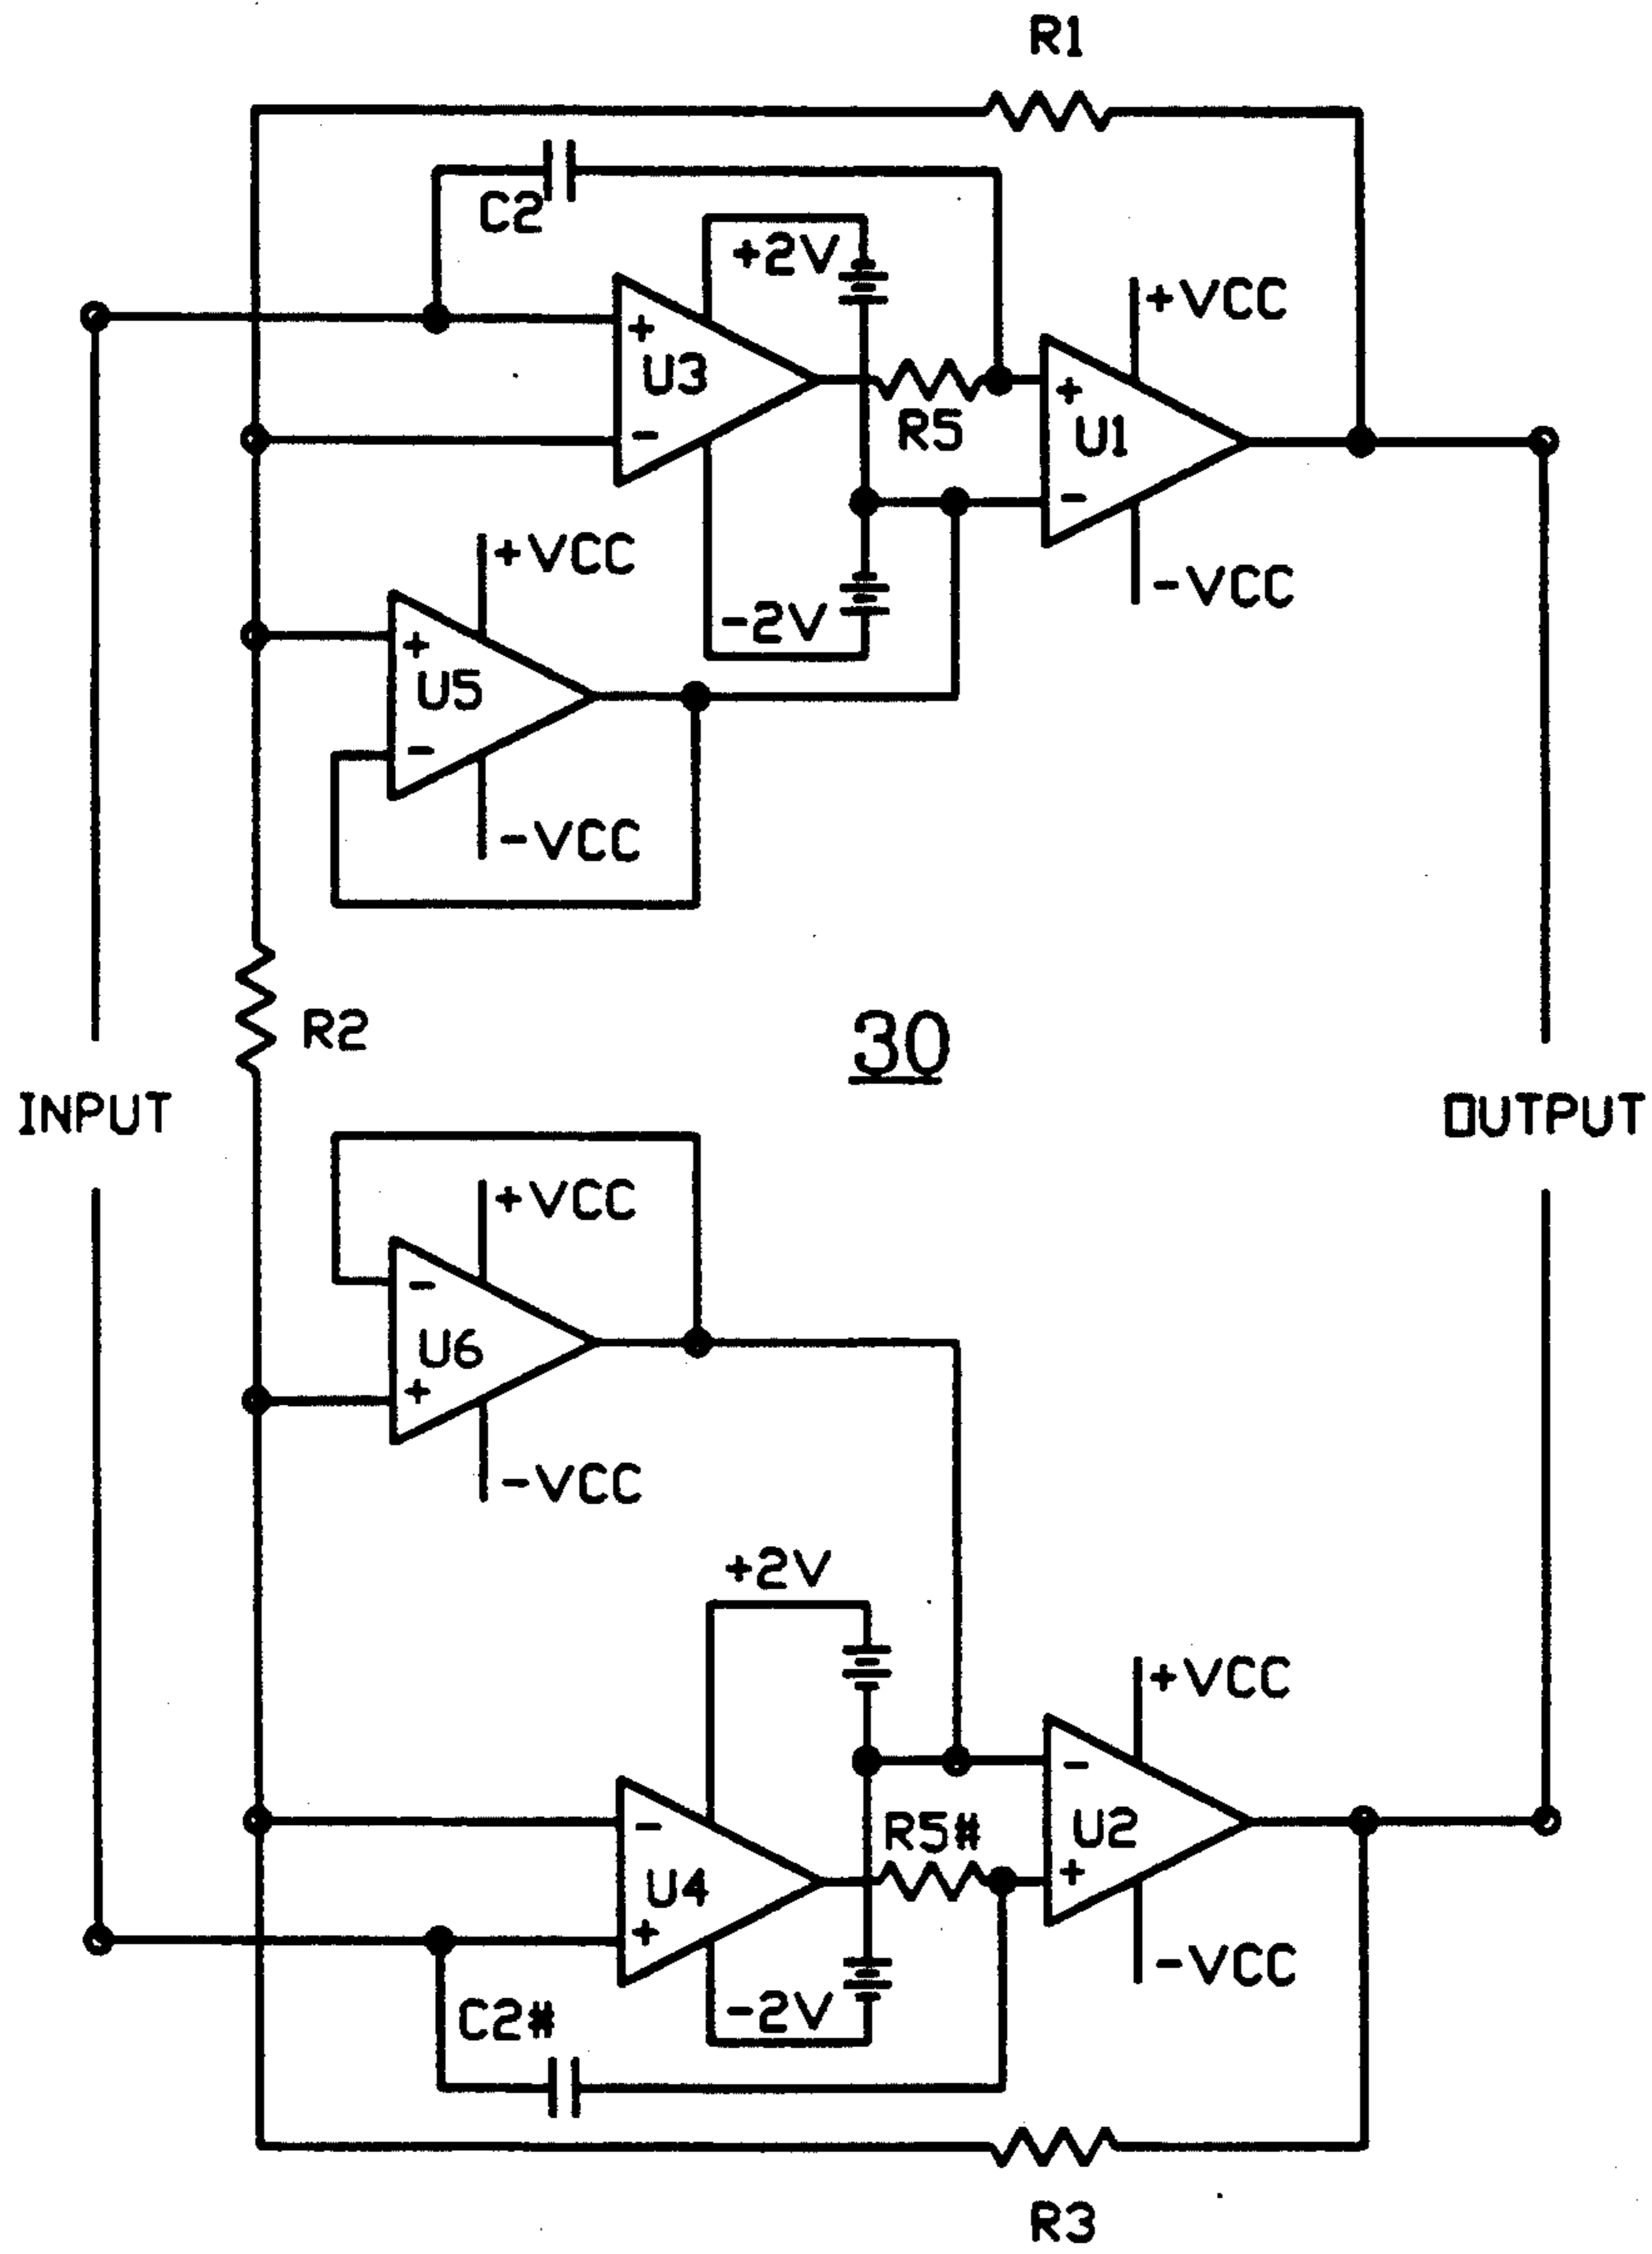 R1
C2
+2V
+VCC
+
U3
-
R5
+
U1
-
-VCC
+VCC
-2V
+
U5
-
-VCC
R2
30
INPUT
OUTPUT
+VCC
-
U6
+
-VCC
+2V
+VCC
-
U4
+
R5#
-
U2
+
-VCC
C2#
-2V
R3